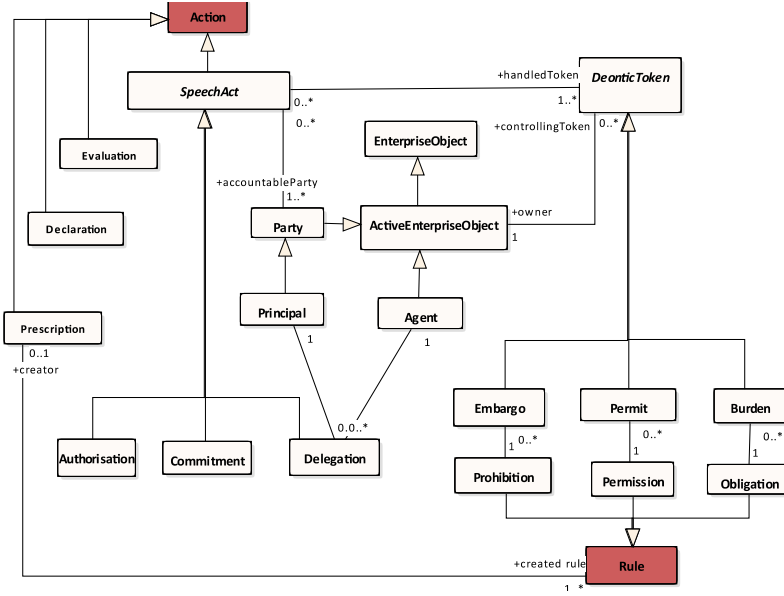 Action
+handledToken
DeonticToken
SpeechAct
0..*
1..*
0..*
+controllingToken
0..*
EnterpriseObject
Evaluation
+accountableParty
1..*
+owner
Party
ActiveEnterpriseObject
Declaration
1
Principal
Agent
Prescription
1
1
0..1
+creator
Embargo
Permit
Burden
0.0..*
0..*
0..*
0..*
1
1
1
Authorisation
Commitment
Delegation
Prohibition
Permission
Obligation
+created rule
Rule
1..*